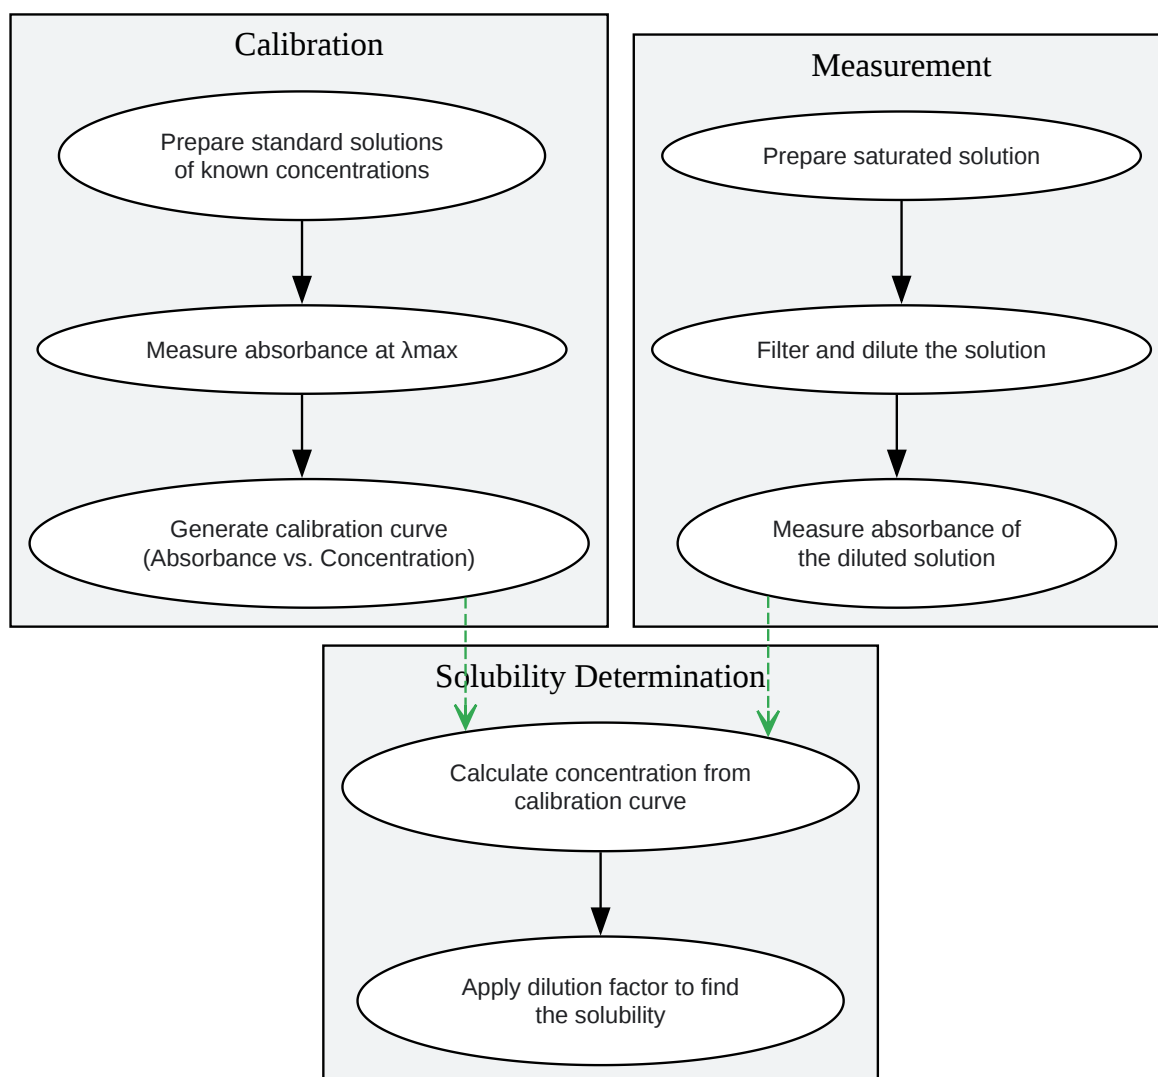 Calibration
Prepare standard solutions
of known concentrations
Measure absorbance at λmax
Generate calibration curve
(Absorbance vs. Concentration)
Measurement
Prepare saturated solution
Filter and dilute the solution
Measure absorbance of
the diluted solution
Solubility Determination
Calculate concentration from
calibration curve
Apply dilution factor to find
the solubility